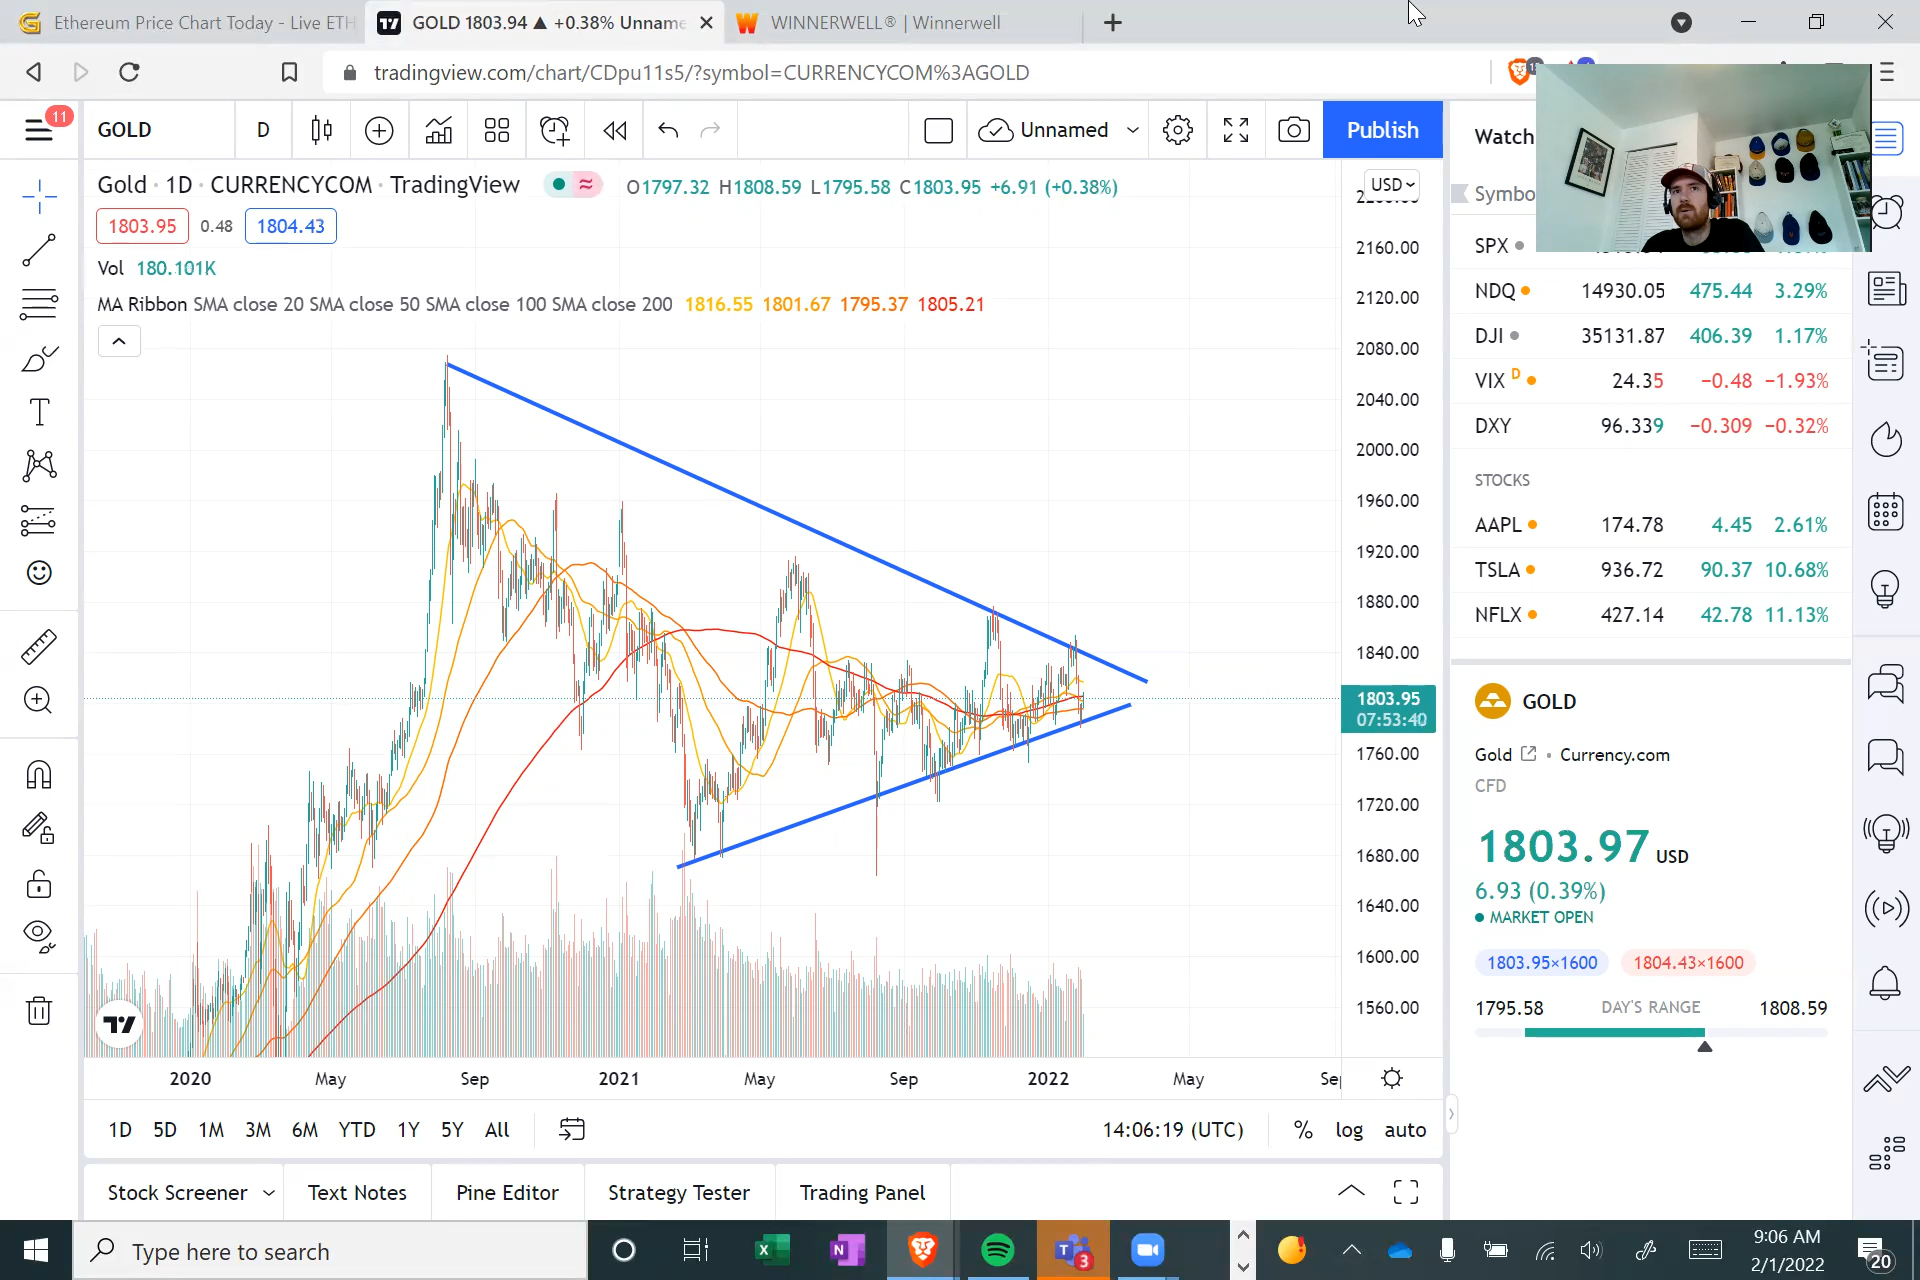 Ethereum Price Chart Today - Live ETH
GOLD 1803.94 ▲ +0.38% Unname
WINNERWELL® | Winnerwell
tradingview.com/chart/CDpu11s5/?symbol=CURRENCYCOM%3AGOLD
11
GOLD
D
Unnamed
Publish
Watch
Gold · 1D · CURRENCYCOM · TradingView
O1797.32 H1808.59 L1795.58 C1803.95 +6.91 (+0.38%)
USD
1803.95 0.48 1804.43
Vol 180.101K
MA Ribbon SMA close 20 SMA close 50 SMA close 100 SMA close 200 1816.55 1801.67 1795.37 1805.21
2160.00
2120.00
2080.00
2040.00
2000.00
1960.00
1920.00
1880.00
1840.00
1803.95
07:53:40
1760.00
1720.00
1680.00
1640.00
1600.00
1560.00
2020 May Sep 2021 May Sep 2022 May Se
1D 5D 1M 3M 6M YTD 1Y 5Y All
14:06:19 (UTC) % log auto
Stock Screener Text Notes Pine Editor Strategy Tester Trading Panel
Symbo
SPX
NDQ 14930.05 475.44 3.29%
DJI 35131.87 406.39 1.17%
VIX D 24.35 −0.48 −1.93%
DXY 96.339 −0.309 −0.32%
STOCKS
AAPL 174.78 4.45 2.61%
TSLA 936.72 90.37 10.68%
NFLX 427.14 42.78 11.13%
GOLD
Gold · Currency.com
CFD
1803.97 USD
6.93 (0.39%)
MARKET OPEN
1803.95×1600 1804.43×1600
1795.58 DAY'S RANGE 1808.59
Type here to search
3
9:06 AM
2/1/2022
20